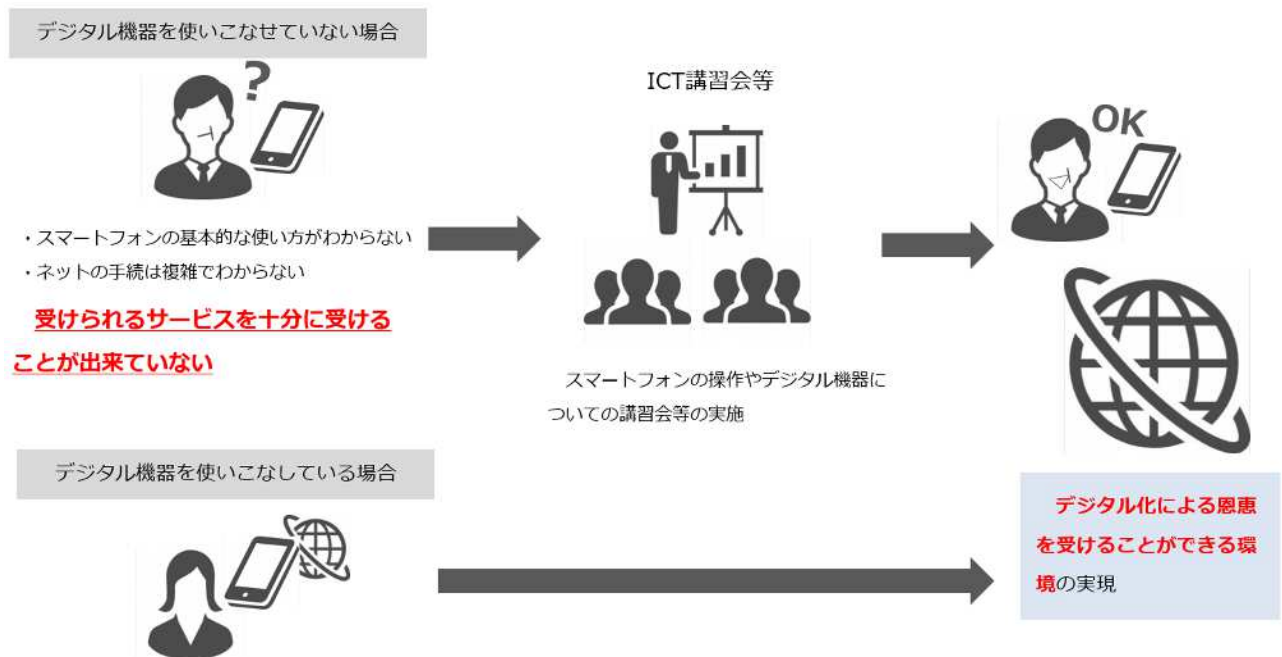 デジタル機器を使いこなせていない場合
?
・スマートフォンの基本的な使い方がわからない
・ネットの手続は複雑でわからない
受けられるサービスを十分に受ける
ことが出来ていない
ICT講習会等
スマートフォンの操作やデジタル機器に
ついての講習会等の実施
OK
デジタル機器を使いこなしている場合
デジタル化による恩恵
を受けることができる環
境の実現